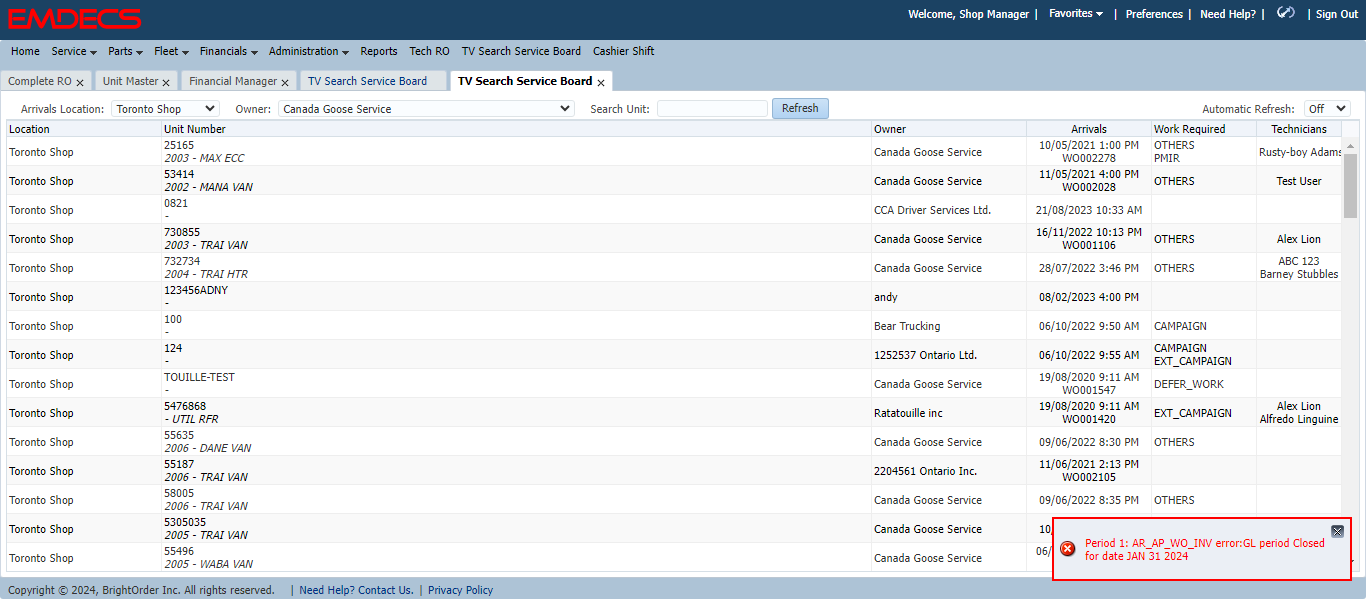 EMDECS
Welcome, Shop Manager | Favorites | Preferences | Need Help? | | Sign Out
Home Service Parts Fleet Financials Administration Reports Tech RO TV Search Service Board Cashier Shift
Complete RO Unit Master Financial Manager TV Search Service Board TV Search Service Board
Arrivals Location: Toronto Shop Owner: Canada Goose Service Search Unit: Refresh Automatic Refresh: Off
Location Unit Number Owner Arrivals Work Required Technicians
Toronto Shop 25165 Canada Goose Service 10/05/2021 1:00 PM OTHERS Rusty-boy Adams
2003 - MAX ECC WO002278 PMIR
Toronto Shop 53414 Canada Goose Service 11/05/2021 4:00 PM OTHERS Test User
2002 - MANA VAN WO002028
Toronto Shop 0821 CCA Driver Services Ltd. 21/08/2023 10:33 AM
-
Toronto Shop 730855 Canada Goose Service 16/11/2022 10:13 PM OTHERS Alex Lion
2003 - TRAI VAN WO001106
Toronto Shop 732734 Canada Goose Service 28/07/2022 3:46 PM OTHERS ABC 123
2004 - TRAI HTR Barney Stubbles
Toronto Shop 123456ADNY andy 08/02/2023 4:00 PM
-
Toronto Shop 100 Bear Trucking 06/10/2022 9:50 AM CAMPAIGN
-
Toronto Shop 124 1252537 Ontario Ltd. 06/10/2022 9:55 AM CAMPAIGN
- EXT_CAMPAIGN
Toronto Shop TOUILLE-TEST Canada Goose Service 19/08/2020 9:11 AM DEFER_WORK
- WO001547
Toronto Shop 5476868 Ratatouille inc 19/08/2020 9:11 AM EXT_CAMPAIGN Alex Lion
- UTIL RFR WO001420 Alfredo Linguine
Toronto Shop 55635 Canada Goose Service 09/06/2022 8:30 PM OTHERS
2006 - DANE VAN
Toronto Shop 55187 2204561 Ontario Inc. 11/06/2021 2:13 PM
2006 - TRAI VAN WO002105
Toronto Shop 58005 Canada Goose Service 09/06/2022 8:35 PM OTHERS
2006 - TRAI VAN
Toronto Shop 5305035 Canada Goose Service 10/
2005 - TRAI VAN
Toronto Shop 55496 Canada Goose Service 06/
2005 - WABA VAN
Period 1: AR_AP_WO_INV error:GL period Closed
for date JAN 31 2024
Copyright © 2024, BrightOrder Inc. All rights reserved. | Need Help? Contact Us. | Privacy Policy